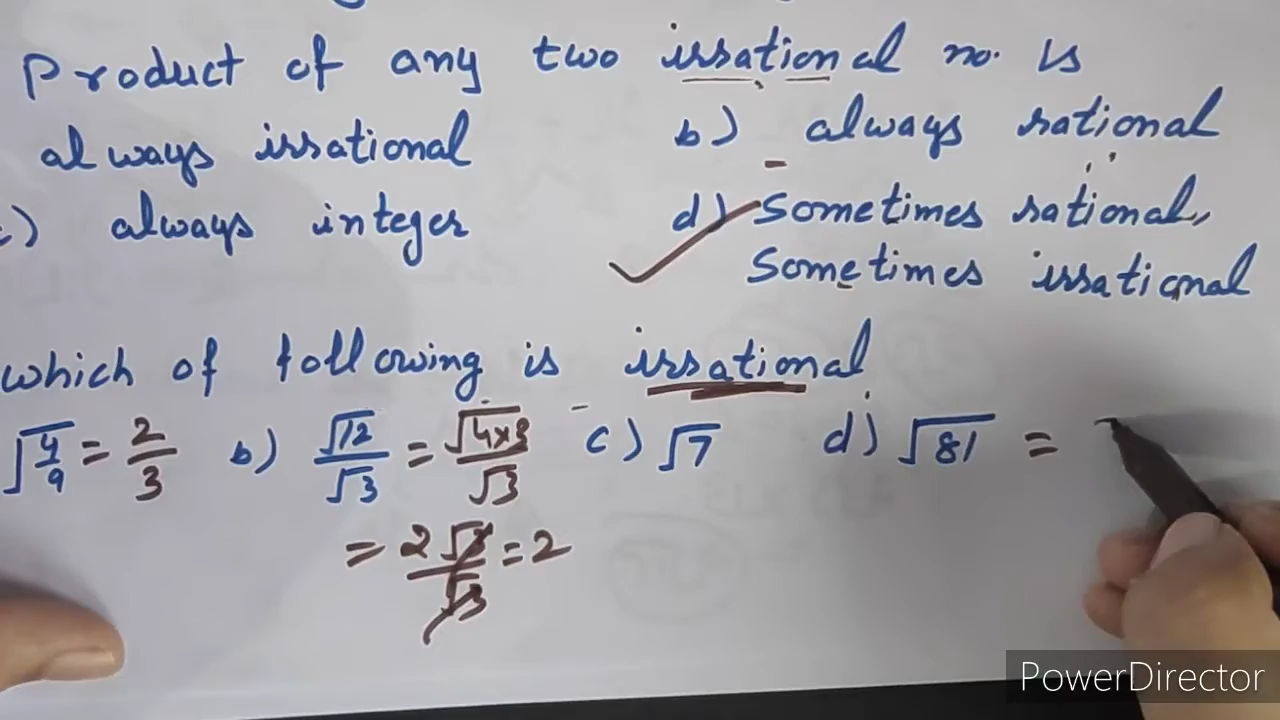 Product of any two irrational no. is
always irrational b) always rational
c) always integer d) Sometimes rational,
Sometimes irrational
which of following is irrational
√4/9 = 2/3 b) √12/√3 = √4×3/√3 c) √7 d) √81 =
= 2√3/√3 = 2
PowerDirector